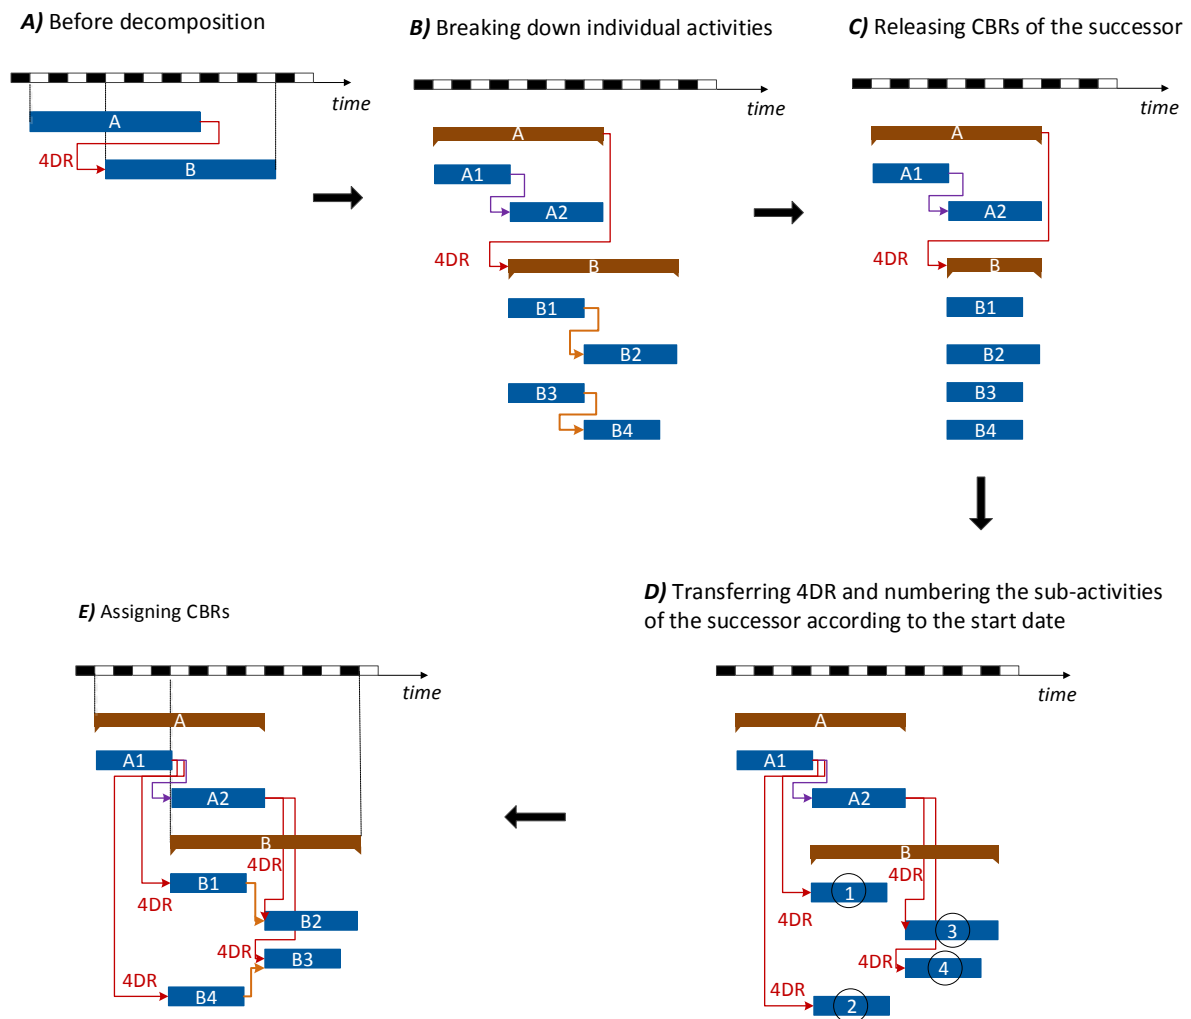 A) Before decomposition
time
A
4DR
B
B) Breaking down individual activities
time
A
A1
A2
4DR
B
B1
B2
B3
B4
C) Releasing CBRs of the successor
time
A
A1
A2
4DR
B
B1
B2
B3
B4
D) Transferring 4DR and numbering the sub-activities
of the successor according to the start date
time
A
A1
A2
B
4DR
1
4DR
3
4DR
4
4DR
2
E) Assigning CBRs
time
A
A1
A2
B
4DR
B1
4DR
B2
4DR
B3
4DR
B4